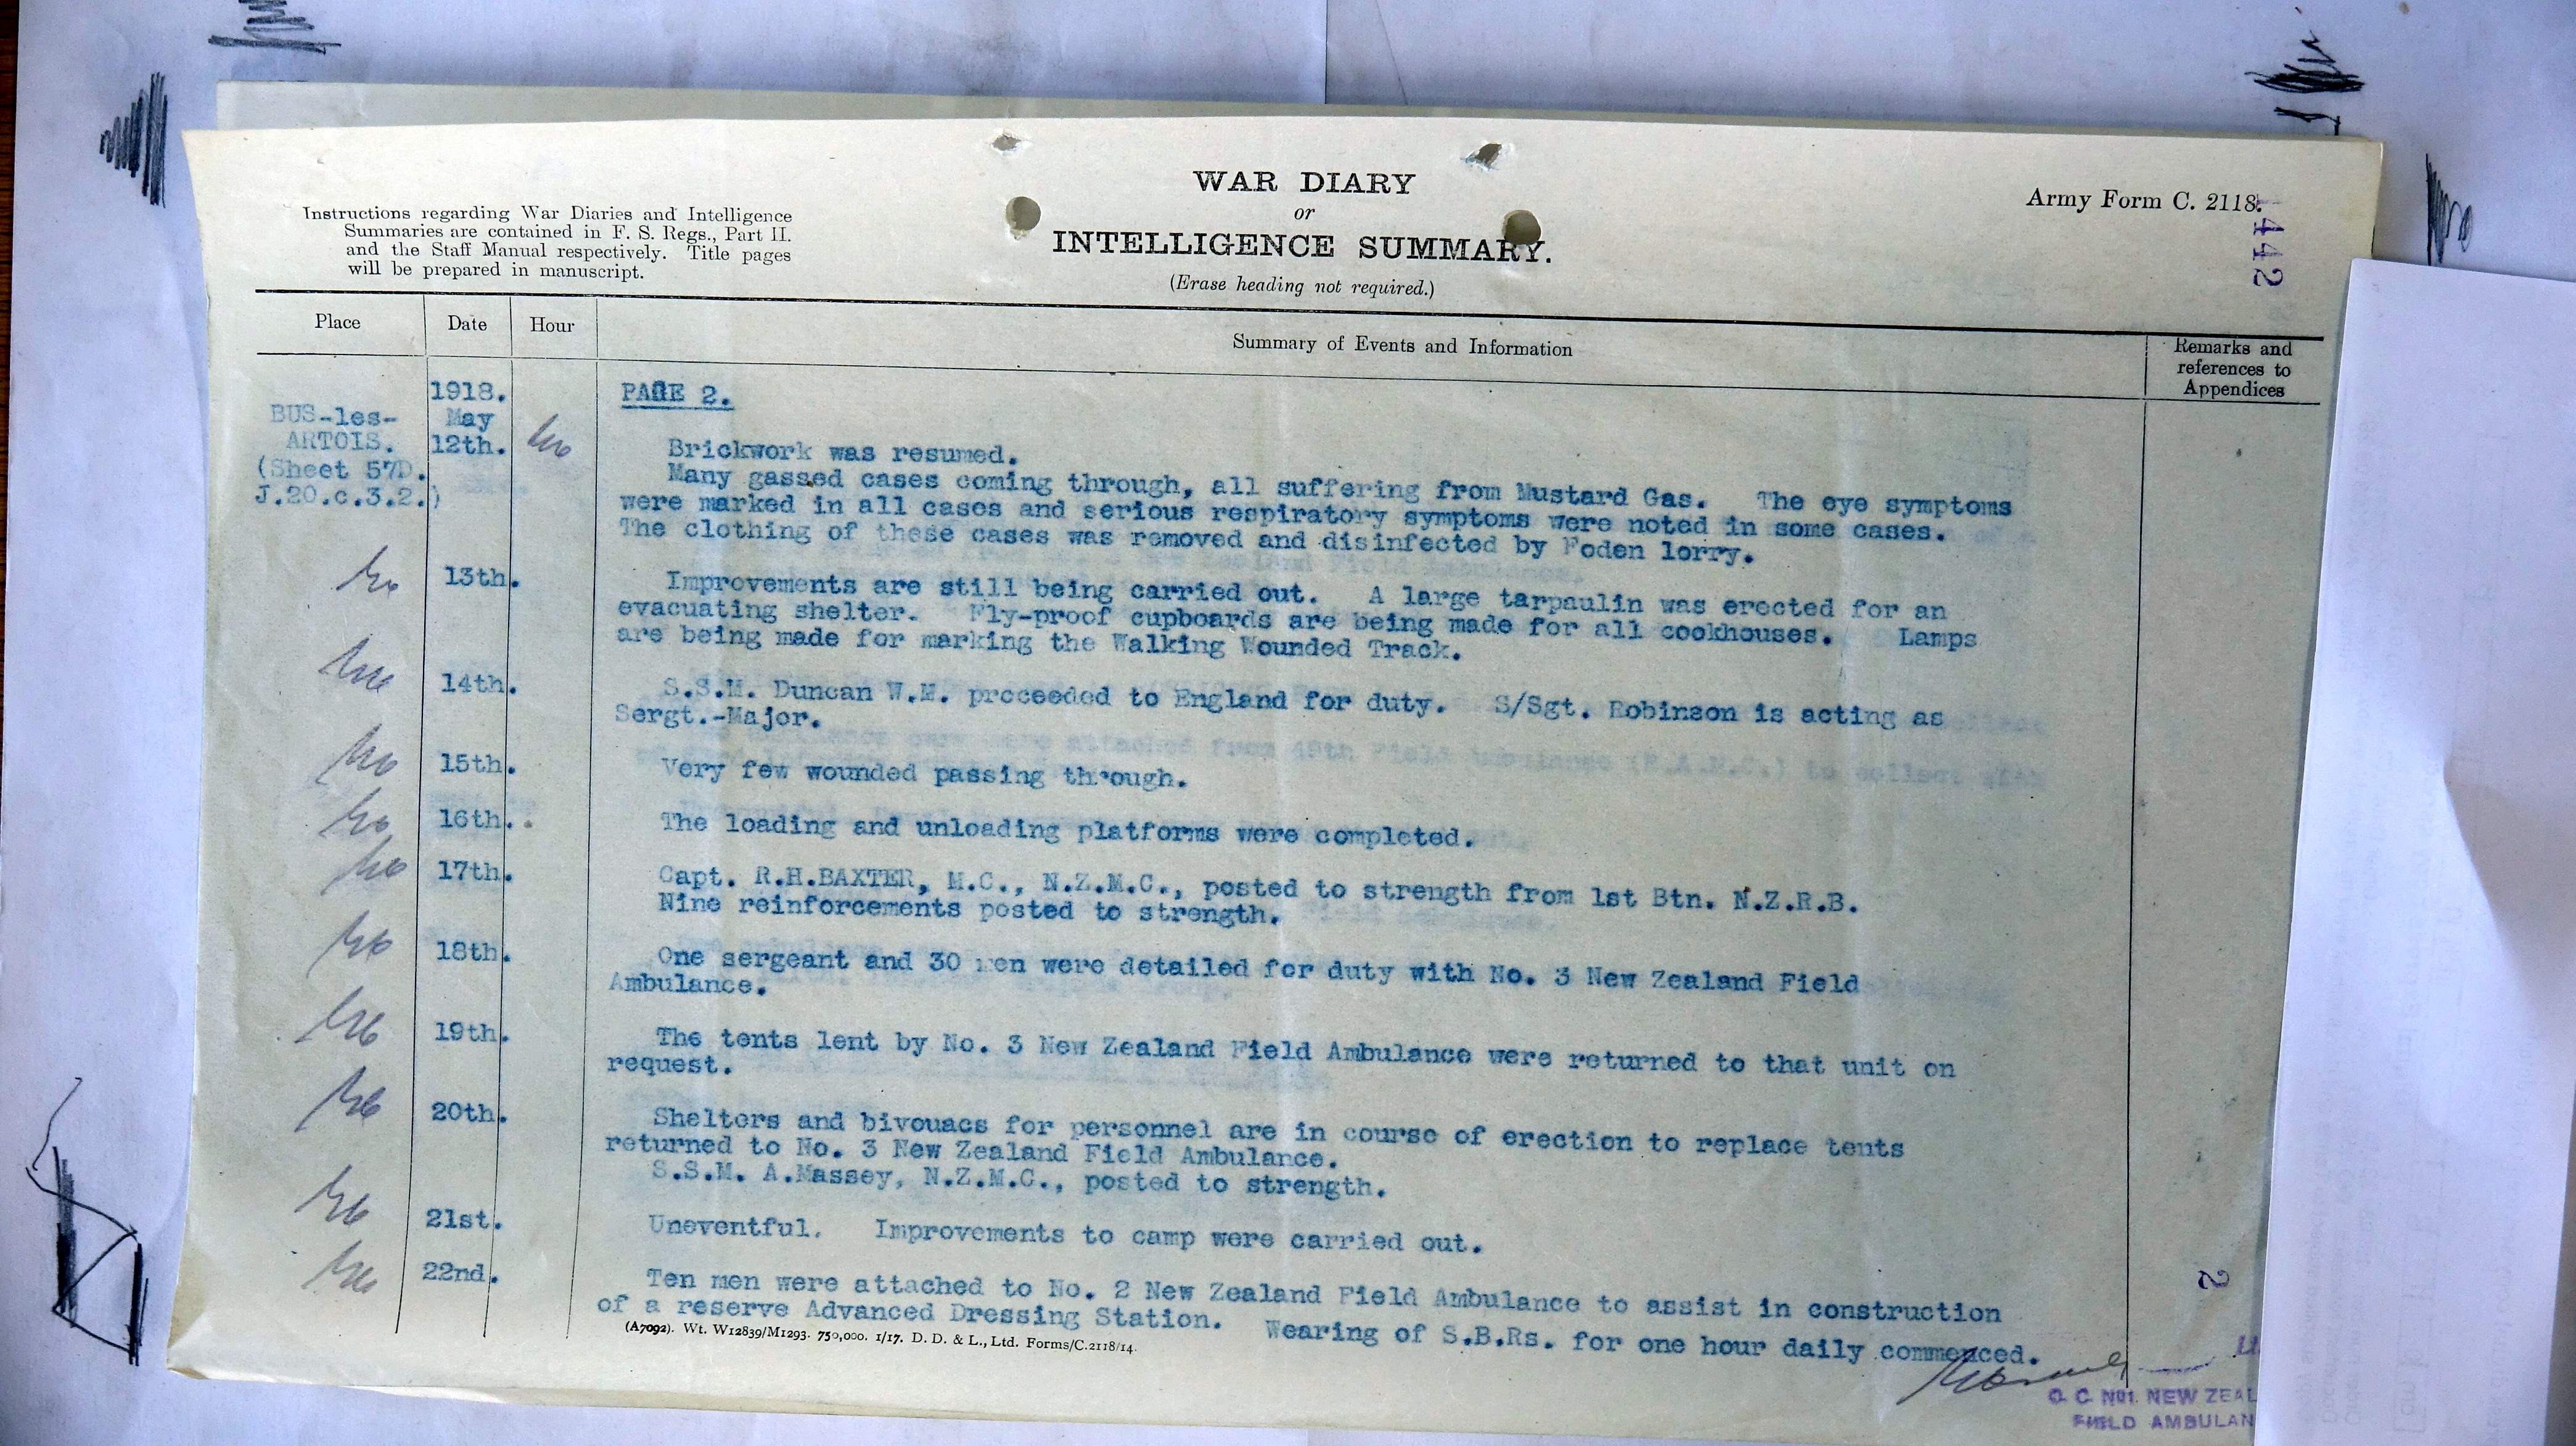 WAR DIARY
or
INTELLIGENCE SUMMARY.
(Erase heading not required.)
Instructions regarding War Diaries and Intelligence
Summaries are contained in F. S. Regs., Part II.
and the Staff Manual respectively. Title pages
will be prepared in manuscript.
Army Form C. 2118.
442
Place Date Hour Summary of Events and Information
Remarks and
references to
Appendices
1918. PAGE 2.
BUS-les- May
ARTOIS. 12th. Brickwork was resumed.
(Sheet 57D. Many gassed cases coming through, all suffering from Mustard Gas. The eye symptoms
J.20.c.3.2.) were marked in all cases and serious respiratory symptoms were noted in some cases.
The clothing of these cases was removed and disinfected by Foden lorry.
13th. Improvements are still being carried out. A large tarpaulin was erected for an
evacuating shelter. Fly-proof cupboards are being made for all cookhouses. Lamps
are being made for marking the Walking Wounded Track.
14th. S.S.M. Duncan W.M. proceeded to England for duty. S/Sgt. Robinson is acting as
Sergt.-Major.
15th. Very few wounded passing through.
16th. The loading and unloading platforms were completed.
17th. Capt. R.H.BAXTER, M.C., N.Z.M.C., posted to strength from 1st Btn. N.Z.R.B.
Nine reinforcements posted to strength.
18th. One sergeant and 30 men were detailed for duty with No. 3 New Zealand Field
Ambulance.
19th. The tents lent by No. 3 New Zealand Field Ambulance were returned to that unit on
request.
20th. Shelters and bivouacs for personnel are in course of erection to replace tents
returned to No. 3 New Zealand Field Ambulance.
S.S.M. A.Massey, N.Z.M.C., posted to strength.
21st. Uneventful. Improvements to camp were carried out.
22nd. Ten men were attached to No. 2 New Zealand Field Ambulance to assist in construction
of a reserve Advanced Dressing Station. Wearing of S.B.Rs. for one hour daily commenced.
2
(A7092). Wt. W12839/M1293. 750,000. 1/17. D. D. & L., Ltd. Forms/C.2118/14.
O. C. No1. NEW ZEAL
FIELD AMBULAN